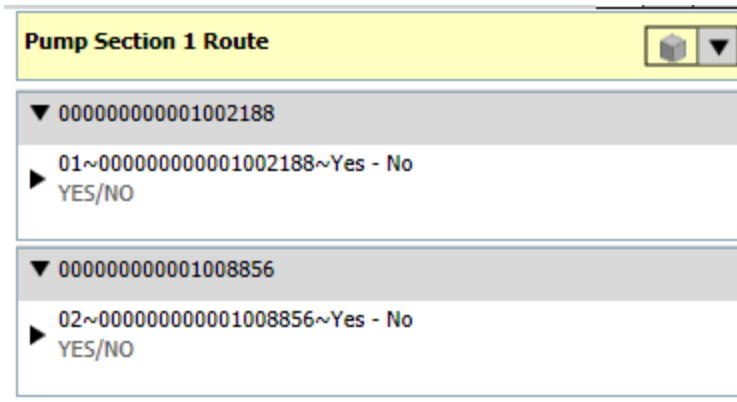 Pump Section 1 Route
000000000001002188
01~000000000001002188~Yes - No
YES/NO
000000000001008856
02~000000000001008856~Yes - No
YES/NO